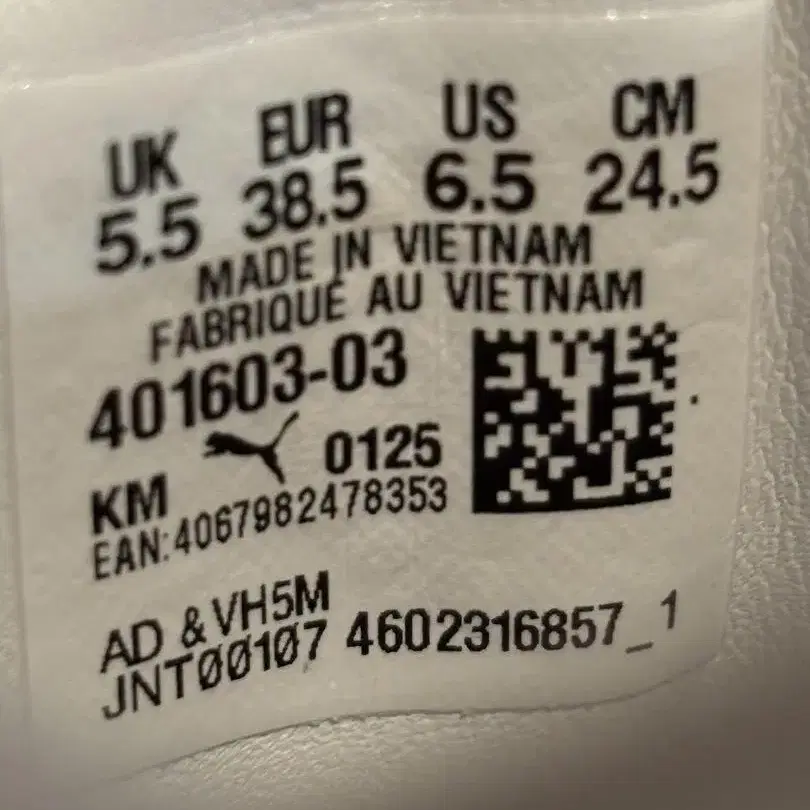 UK EUR US CM
5.5 38.5 6.5 24.5
MADE IN VIETNAM
FABRIQUÉ AU VIETNAM
401603-03
0125
KM
EAN:4067982478353
AD & VH5M
JNT00107 4602316857_1